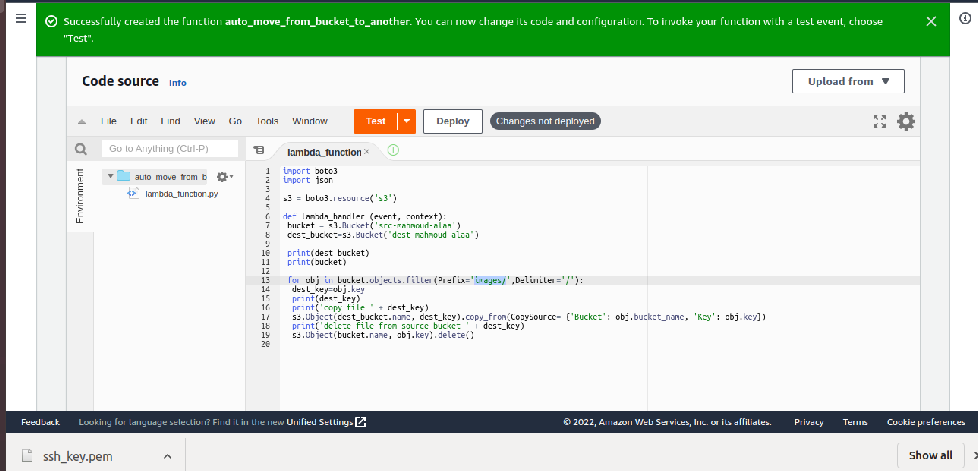 Successfully created the function auto_move_from_bucket_to_another. You can now change its code and configuration. To invoke your function with a test event, choose
"Test".
Code source Info
Upload from
File Edit Find View Go Tools Window
Test
Deploy
Changes not deployed
Go to Anything (Ctrl-P)
lambda_function ×
Environment
auto_move_from_b
lambda_function.py
1 import boto3
2 import json
3
4 s3 = boto3.resource('s3')
5
6 def lambda_handler (event, context):
7 bucket = s3.Bucket('src-mahmoud-alaa')
8 dest_bucket=s3.Bucket('dest-mahmoud-alaa')
9
10 print(dest_bucket)
11 print(bucket)
12
13 for obj in bucket.objects.filter(Prefix='images/',Delimiter='/'):
14 dest_key=obj.key
15 print(dest_key)
16 print('copy file ' + dest_key)
17 s3.Object(dest_bucket.name, dest_key).copy_from(CopySource= {'Bucket': obj.bucket_name, 'Key': obj.key})
18 print('delete file from source bucket ' + dest_key)
19 s3.Object(bucket.name, obj.key).delete()
20
Feedback Looking for language selection? Find it in the new Unified Settings © 2022, Amazon Web Services, Inc. or its affiliates. Privacy Terms Cookie preferences
ssh_key.pem
Show all